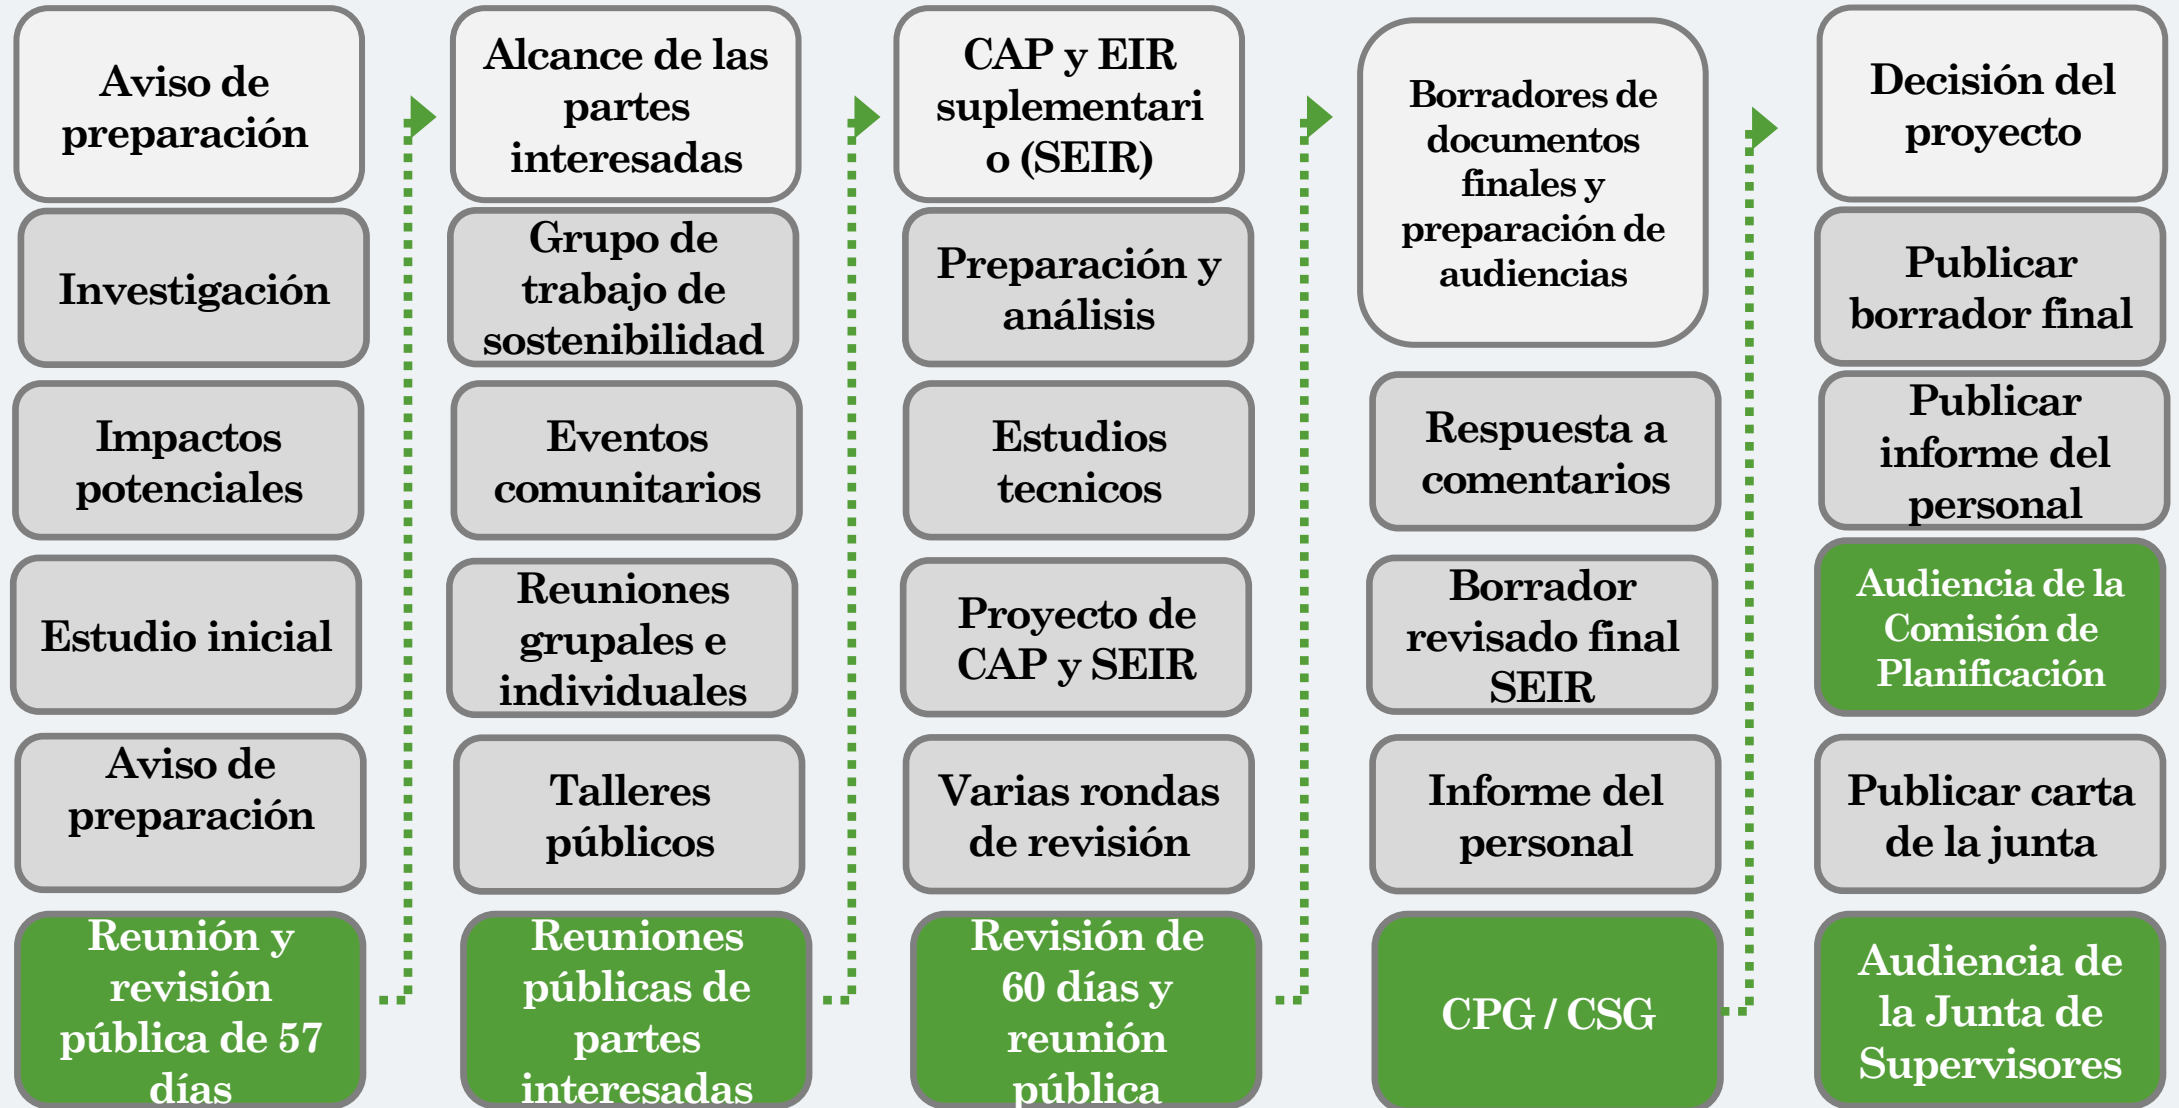 Aviso de
preparación
Investigación
Impactos
potenciales
Estudio inicial
Aviso de
preparación
Reunión y
revisión
pública de 57
días
Alcance de las
partes
interesadas
Grupo de
trabajo de
sostenibilidad
Eventos
comunitarios
Reuniones
grupales e
individuales
Talleres
públicos
Reuniones
públicas de
partes
interesadas
CAP y EIR
suplementari
o (SEIR)
Preparación y
análisis
Estudios
tecnicos
Proyecto de
CAP y SEIR
Varias rondas
de revisión
Revisión de
60 días y
reunión
pública
Borradores de
documentos
finales y
preparación de
audiencias
Respuesta a
comentarios
Borrador
revisado final
SEIR
Informe del
personal
CPG / CSG
Decisión del
proyecto
Publicar
borrador final
Publicar
informe del
personal
Audiencia de la
Comisión de
Planificación
Publicar carta
de la junta
Audiencia de
la Junta de
Supervisores